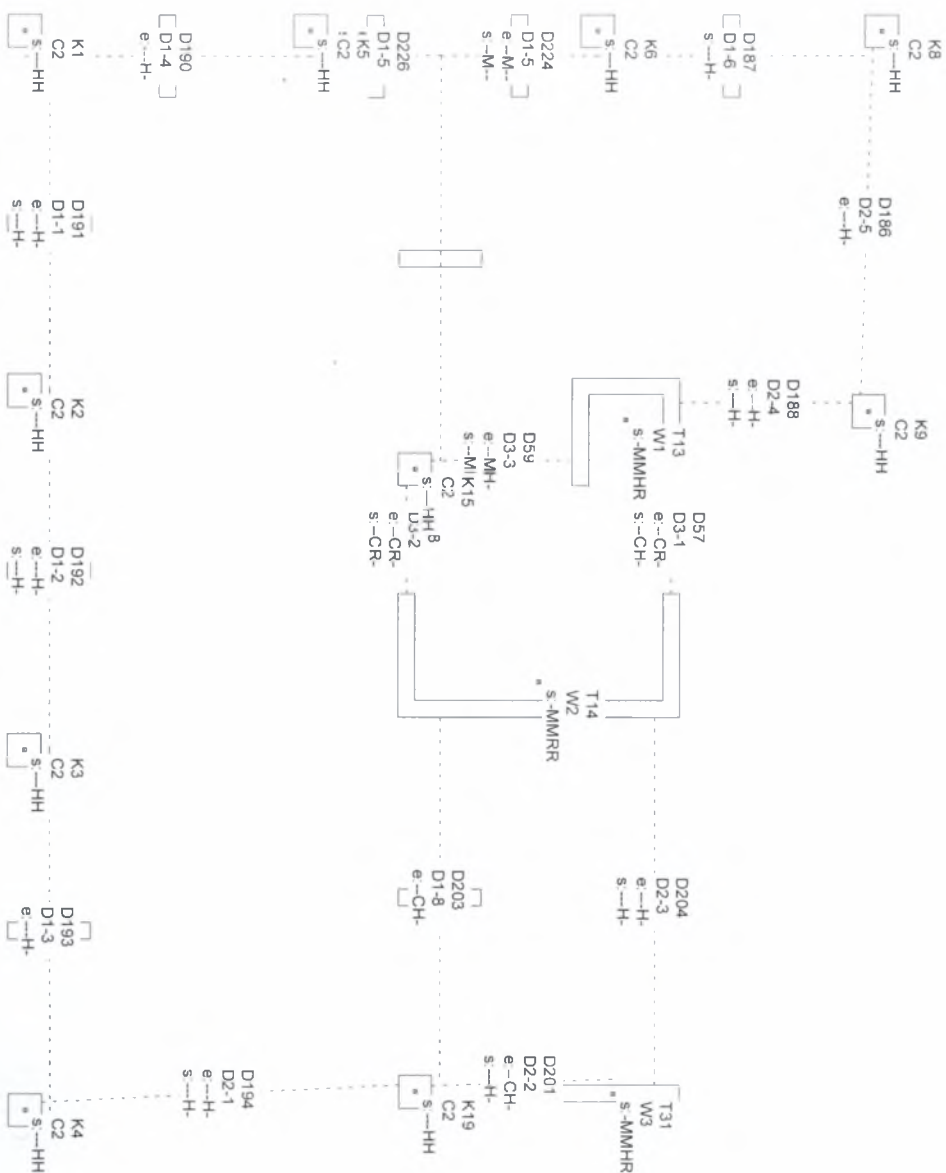 K8
C2
s:---HH
D187
D1-6
s:---H-
K6
C2
s:---HH
D224
D1-5
e:--M--
s:--M--
D226
D1-5
K5
C2
s:---HH
D190
D1-4
e:---H-
K1
C2
s:---HH
D186
D2-5
e:---H-
D191
D1-1
e:---H-
s:---H-
K9
C2
s:---HH
D188
D2-4
e:---H-
s:---H-
T13
W1
s:-MMHR
D59
D3-3
e:--MH-
K15
C2
s:---HH
K2
C2
s:---HH
D57
D3-1
e:--CR-
s:--CH-
D3-2
e:--CR-
s:--CR-
D192
D1-2
e:---H-
s:---H-
T14
W2
s:-MMRR
K3
C2
s:---HH
D204
D2-3
e:---H-
s:---H-
D203
D1-8
e:--CH-
D193
D1-3
e:---H-
T31
W3
s:-MMHR
D201
D2-2
e:--CH-
s:---H-
K19
C2
s:---HH
D194
D2-1
e:---H-
s:---H-
K4
C2
s:---HH